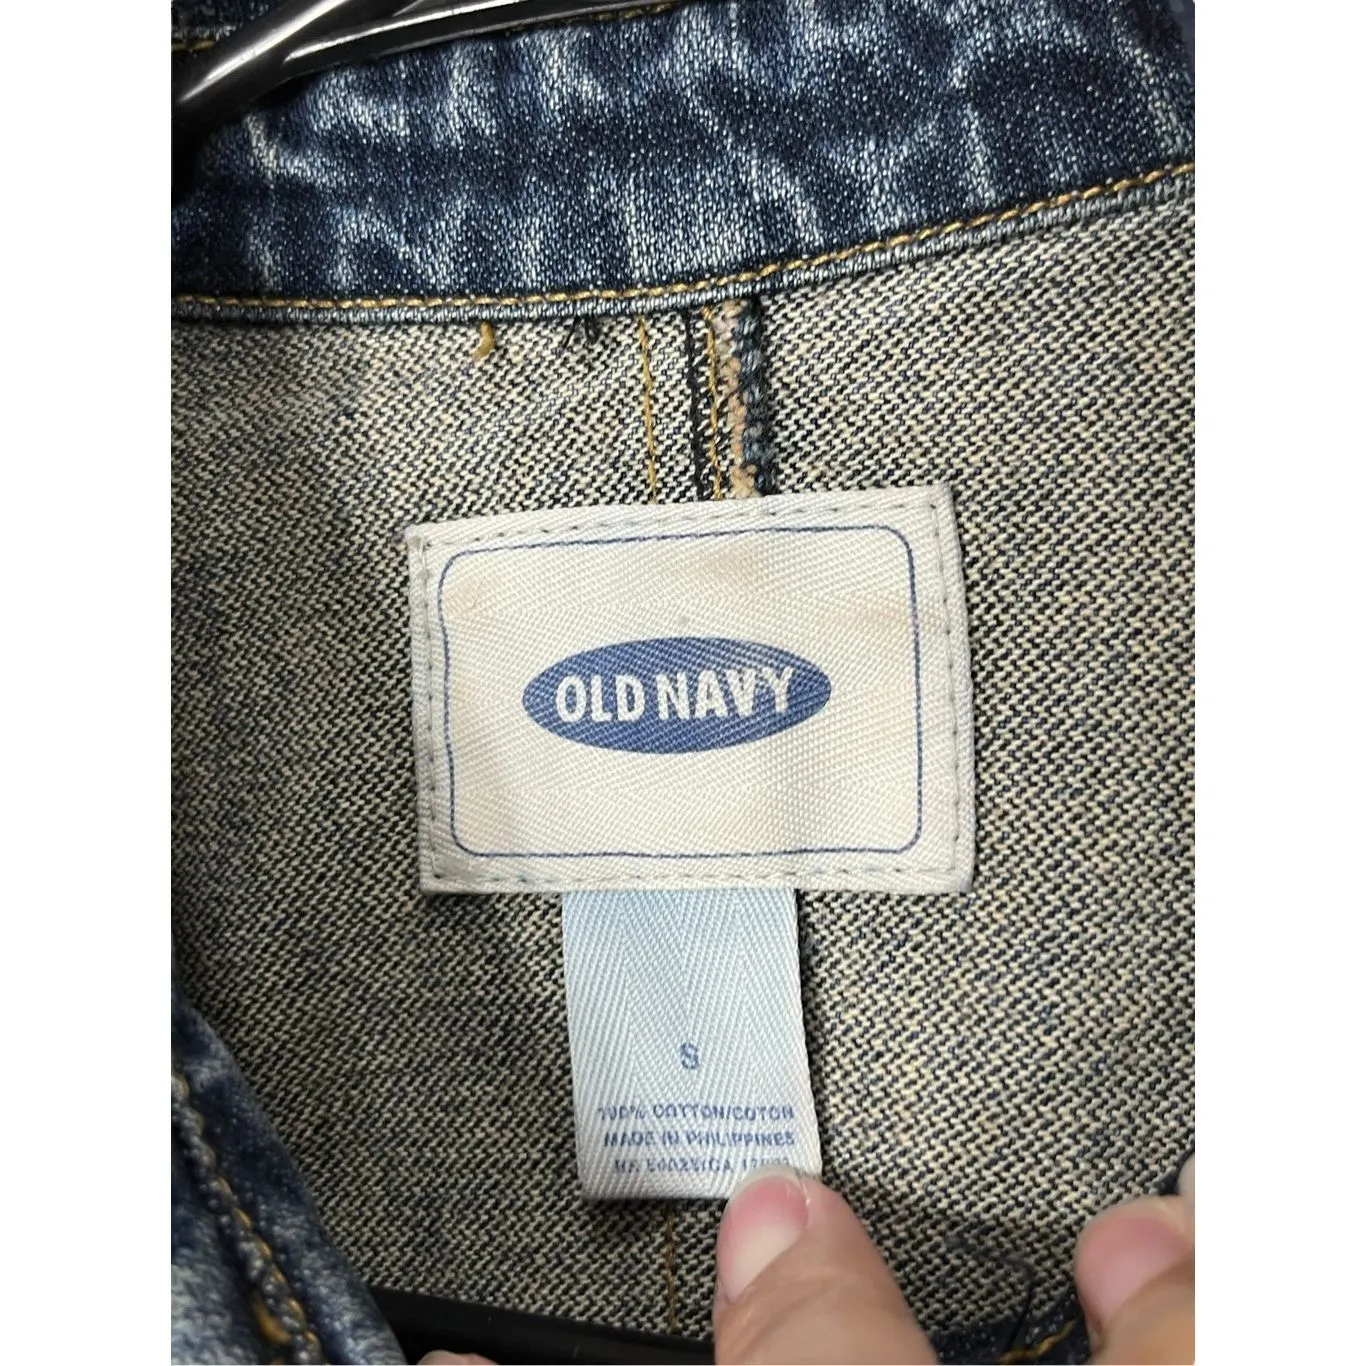 OLD NAVY
S
100% COTTON/COTON
MADE IN PHILIPPINES